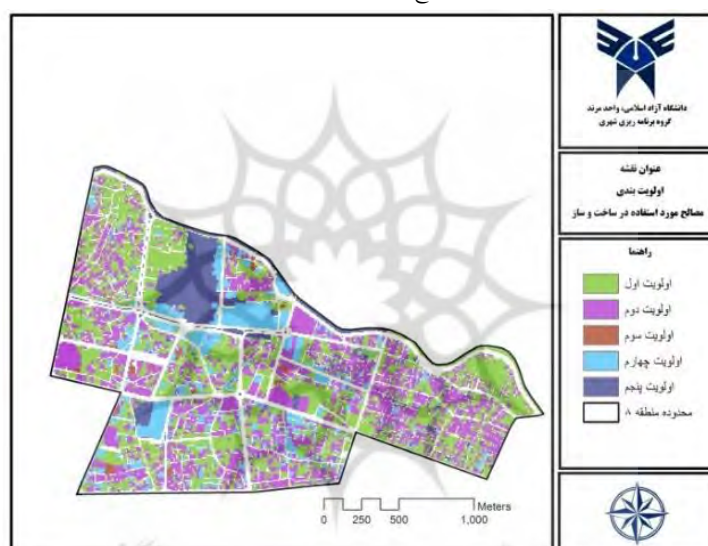 دانشگاه آزاد اسلامی، واحد مرند
گروه برنامه ریزی شهری
عنوان نقشه
اولویت بندی
مصالح مورد استفاده در ساخت و ساز
راهنما
اولویت اول
اولویت دوم
اولویت سوم
اولویت چهارم
اولویت پنجم
محدوده منطقه ۸
Meters
0 250 500 1,000